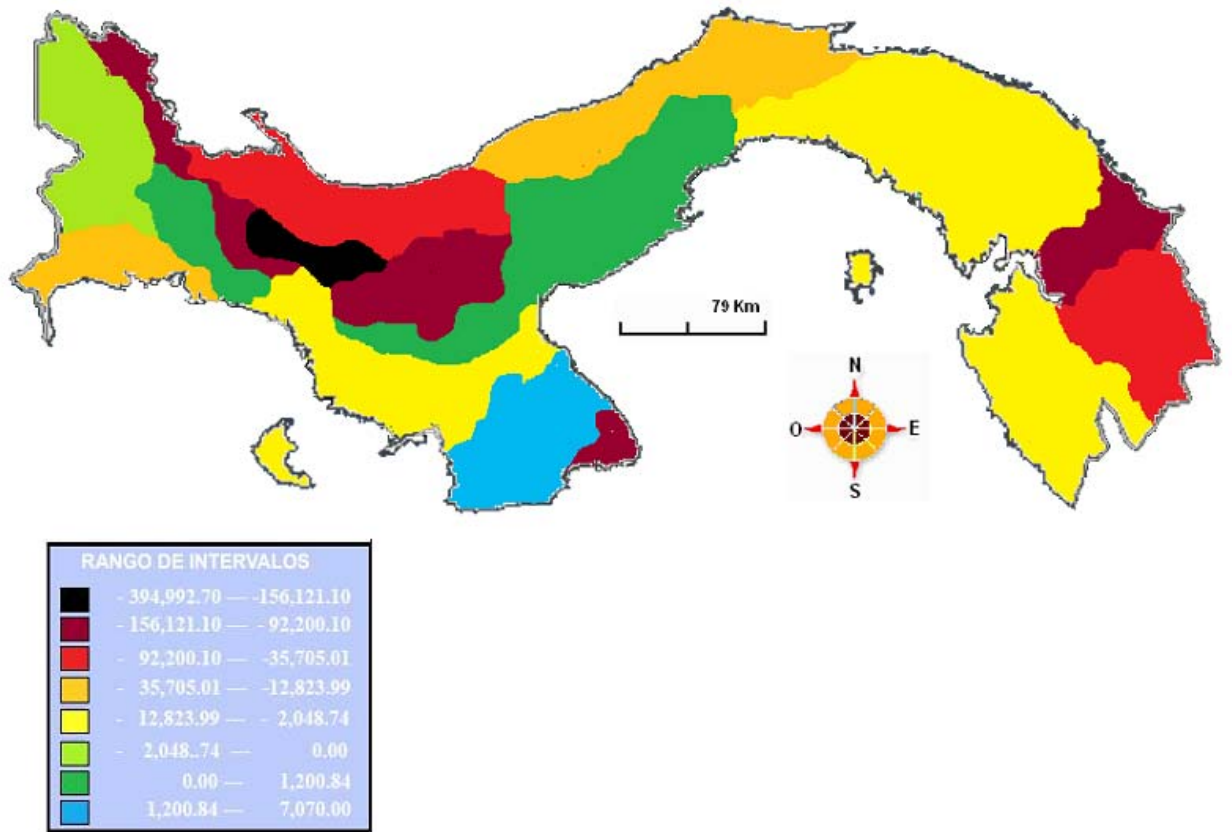 79 Km
N
O E
S
RANGO DE INTERVALOS
- 394,992.70 — -156,121.10
- 156,121.10 — - 92,200.10
- 92,200.10 — -35,705.01
- 35,705.01 — -12,823.99
- 12,823.99 — - 2,048.74
- 2,048..74 — 0.00
0.00 — 1,200.84
1,200.84 — 7,070.00